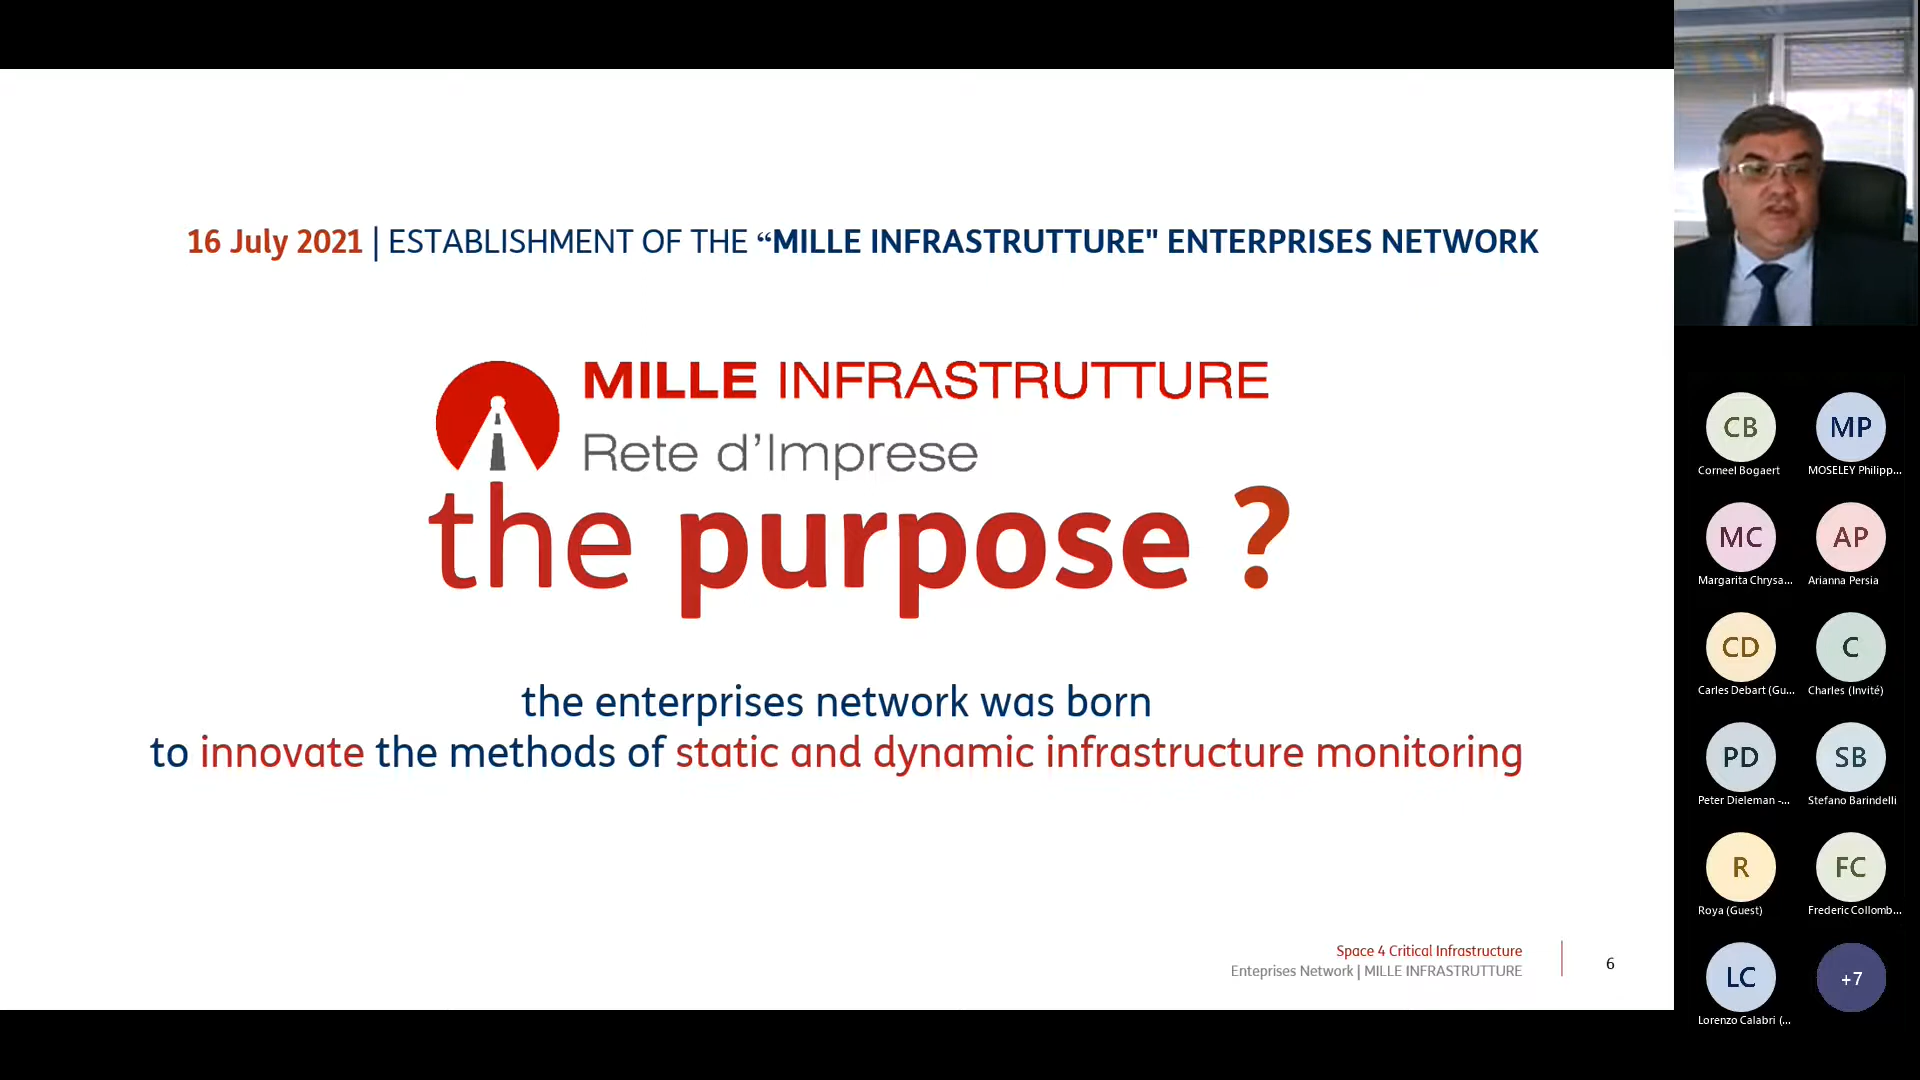 16 July 2021 | ESTABLISHMENT OF THE “MILLE INFRASTRUTTURE" ENTERPRISES NETWORK
MILLE INFRASTRUTTURE
Rete d’Imprese
the purpose ?
the enterprises network was born
to innovate the methods of static and dynamic infrastructure monitoring
Space 4 Critical Infrastructure
Enteprises Network | MILLE INFRASTRUTTURE
6
CB
MP
Corneel Bogaert
MOSELEY Philipp...
MC
AP
Margarita Chrysa...
Arianna Persia
CD
C
Carles Debart (Gu...
Charles (Invité)
PD
SB
Peter Dieleman -...
Stefano Barindelli
R
FC
Roya (Guest)
Frederic Collomb...
LC
+7
Lorenzo Calabri (...